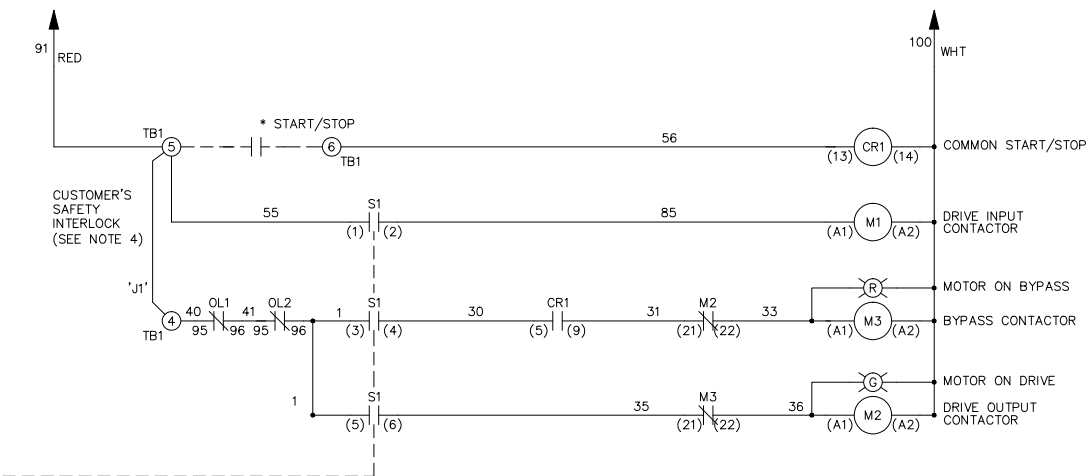 91
RED
100
WHT
TB1
5
* START/STOP
6
TB1
56
(13)
CR1
(14)
COMMON START/STOP
CUSTOMER'S
SAFETY
INTERLOCK
(SEE NOTE 4)
55
S1
(1)
(2)
85
(A1)
M1
(A2)
DRIVE INPUT
CONTACTOR
'J1'
R
MOTOR ON BYPASS
4
TB1
40
OL1
95
96
41
OL2
95
96
1
S1
(3)
(4)
30
CR1
(5)
(9)
31
M2
(21)
(22)
33
(A1)
M3
(A2)
BYPASS CONTACTOR
G
MOTOR ON DRIVE
1
S1
(5)
(6)
35
M3
(21)
(22)
36
(A1)
M2
(A2)
DRIVE OUTPUT
CONTACTOR